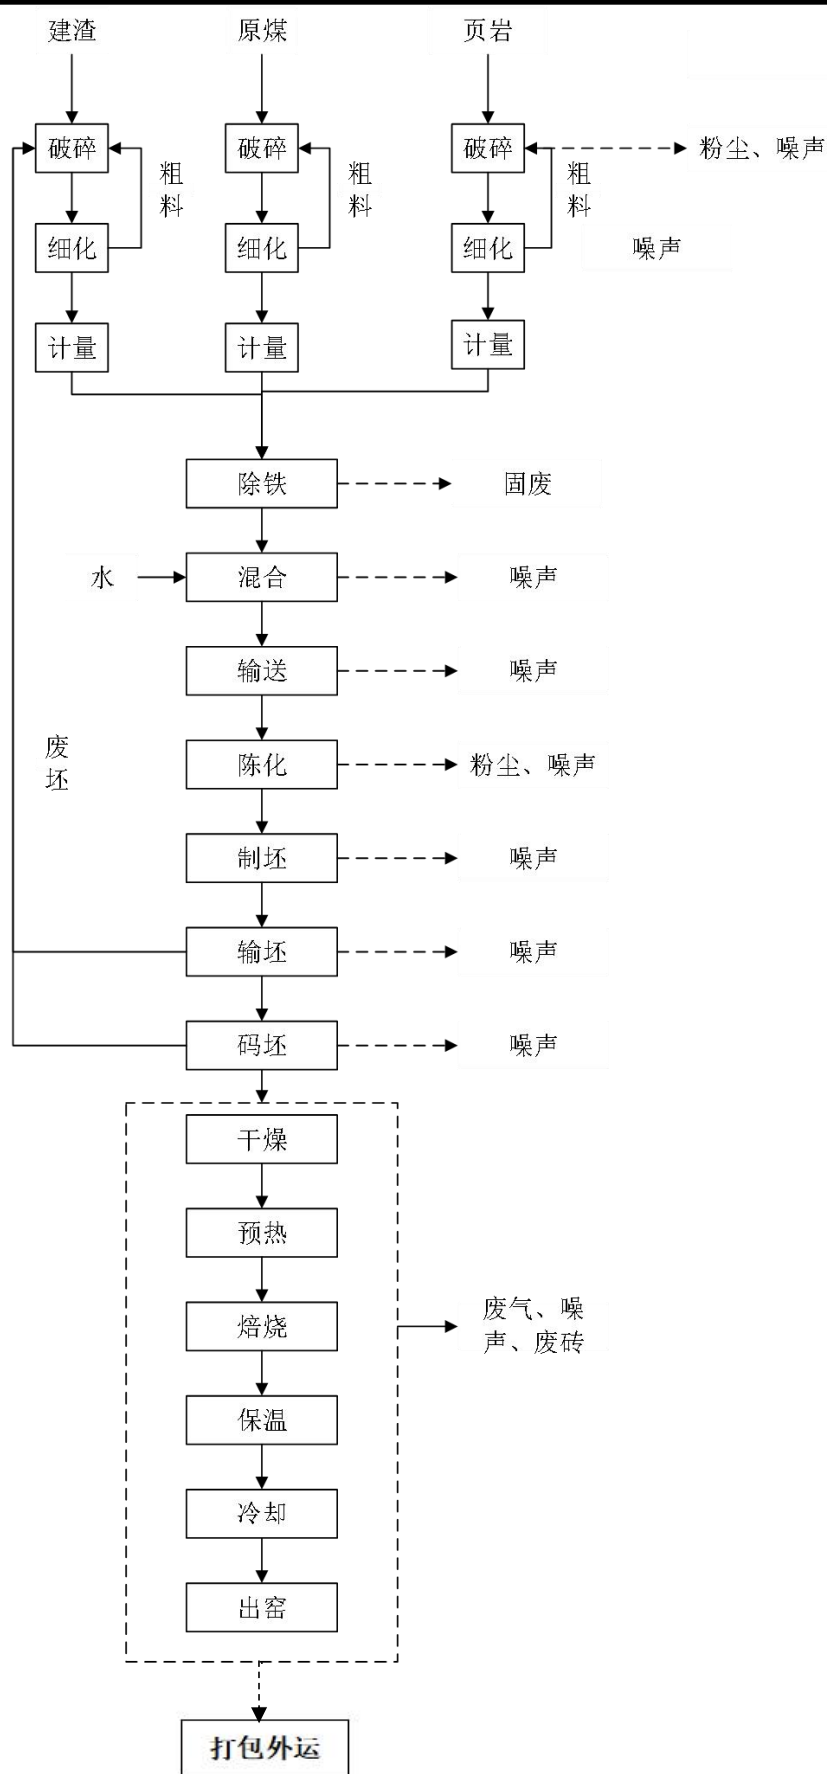 建渣 原煤 页岩
破碎 破碎 破碎 粉尘、噪声
粗料 粗料 粗料
细化 细化 细化 噪声
计量 计量 计量
除铁 固废
水 混合 噪声
输送 噪声
废坯
陈化 粉尘、噪声
制坯 噪声
输坯 噪声
码坯 噪声
干燥
预热
焙烧 废气、噪
声、废砖
保温
冷却
出窑
打包外运